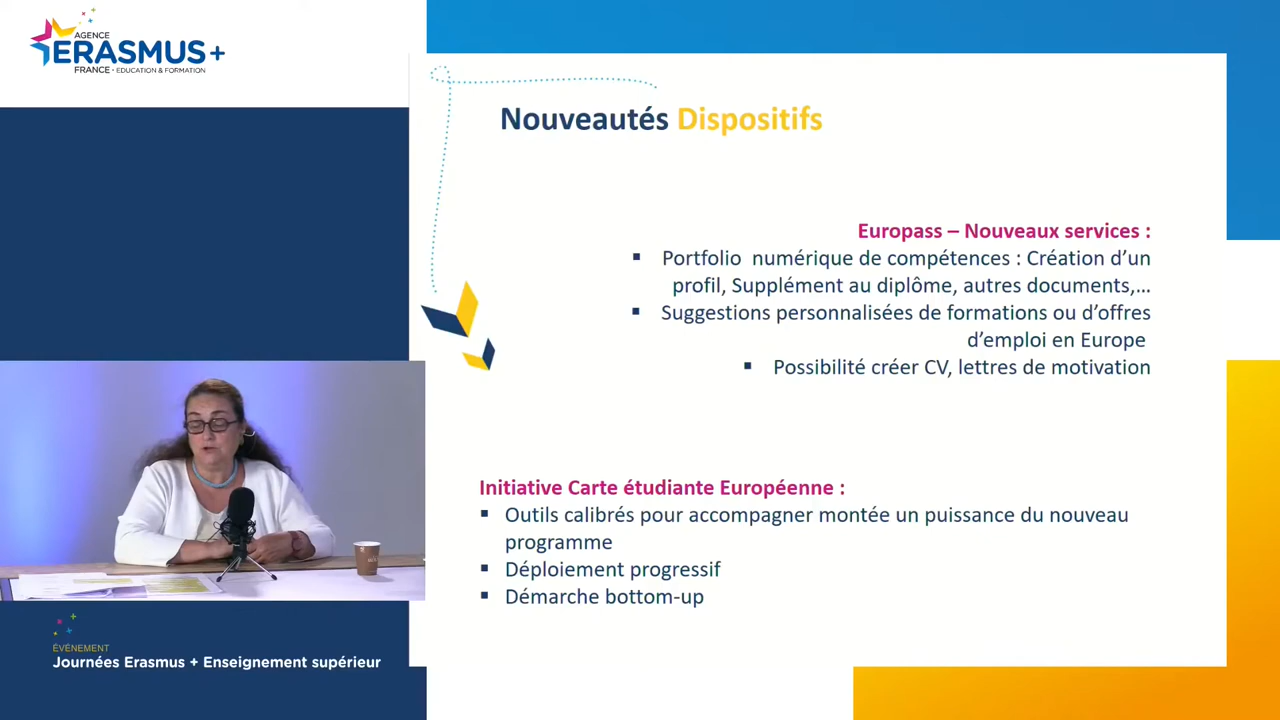 AGENCE
ERASMUS+
FRANCE • EDUCATION & FORMATION
Nouveautés Dispositifs
Europass – Nouveaux services :
▪ Portfolio numérique de compétences : Création d’un
profil, Supplément au diplôme, autres documents,…
▪ Suggestions personnalisées de formations ou d’offres
d’emploi en Europe
▪ Possibilité créer CV, lettres de motivation
Initiative Carte étudiante Européenne :
▪ Outils calibrés pour accompagner montée un puissance du nouveau
programme
▪ Déploiement progressif
▪ Démarche bottom-up
ÉVÉNEMENT
Journées Erasmus + Enseignement supérieur